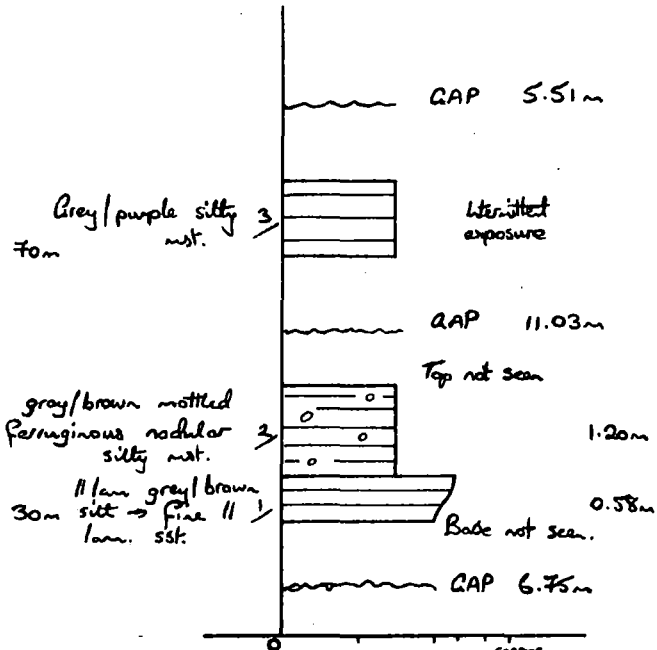 GAP 5.51m
Grey/purple silty 3
mst.
70m
Intermittent
exposure
GAP 11.03m
Top not seen
grey/brown mottled
ferruginous nodular 2
silty mst.
1.20m
// lam grey/brown
30m silt → fine // 1
lam. sst.
0.58m
Base not seen.
GAP 6.75m
0